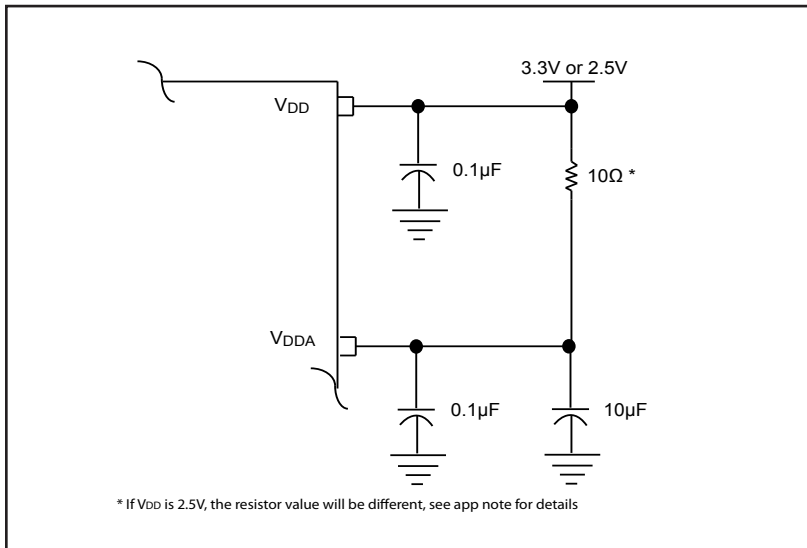 3.3V or 2.5V
VDD
0.1µF
10Ω *
VDDA
0.1µF
10µF
* If VDD is 2.5V, the resistor value will be different, see app note for details